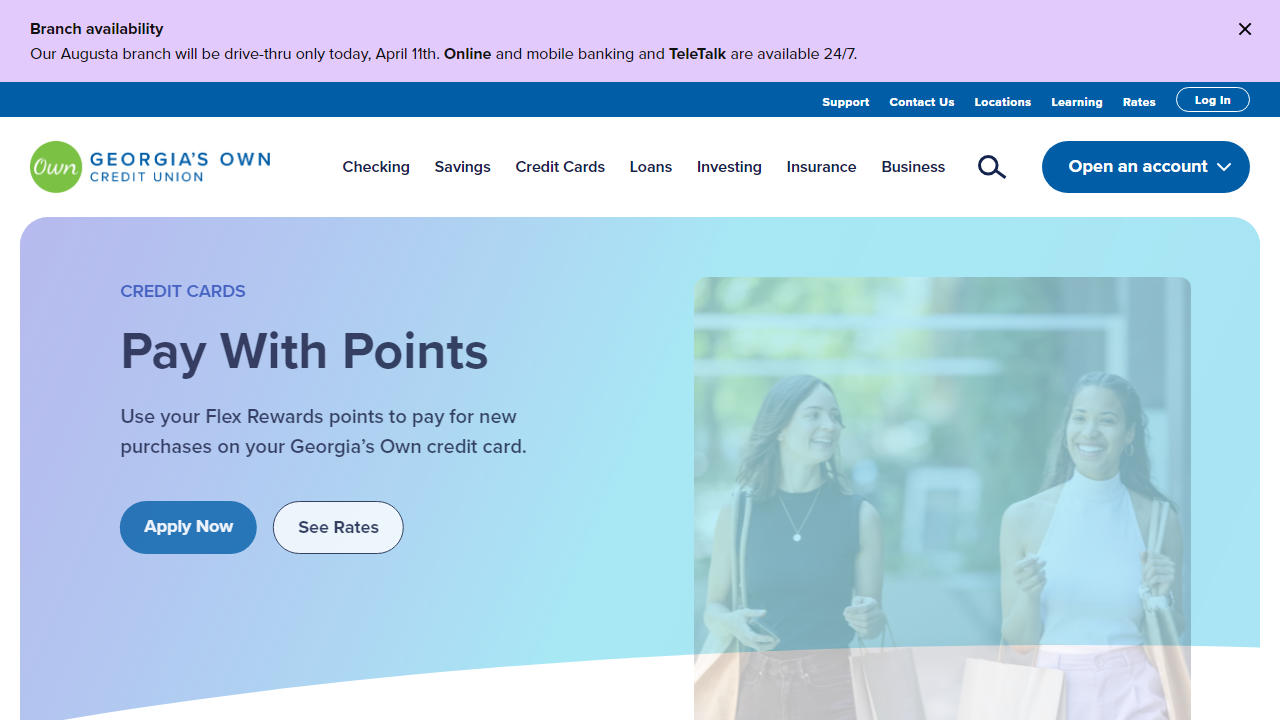 Branch availability
Our Augusta branch will be drive-thru only today, April 11th. Online and mobile banking and TeleTalk are available 24/7.
Support Contact Us Locations Learning Rates Log In
Own GEORGIA'S OWN
CREDIT UNION
Checking Savings Credit Cards Loans Investing Insurance Business Open an account
CREDIT CARDS
Pay With Points
Use your Flex Rewards points to pay for new
purchases on your Georgia’s Own credit card.
Apply Now See Rates